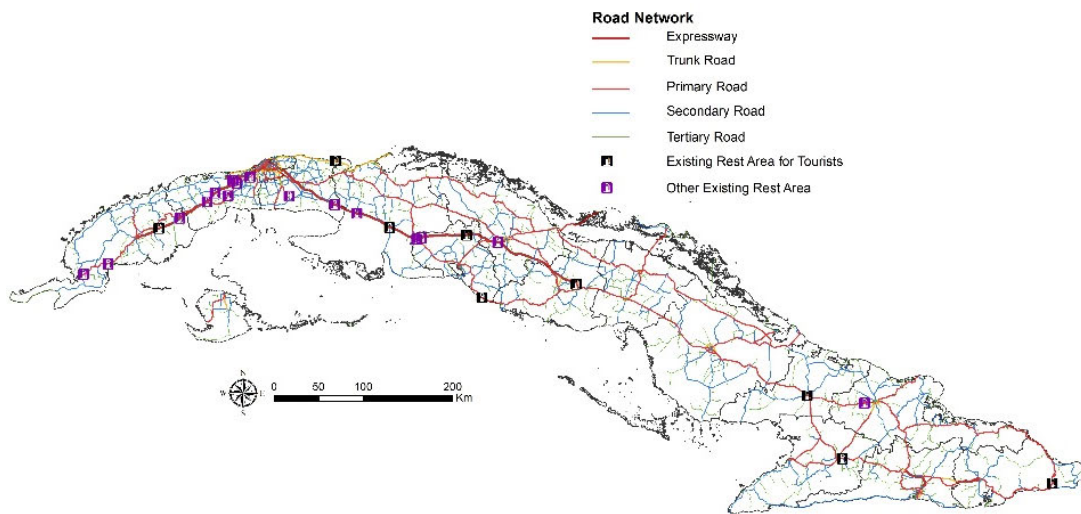 Road Network
Expressway
Trunk Road
Primary Road
Secondary Road
Tertiary Road
Existing Rest Area for Tourists
Other Existing Rest Area
N
W E
S
0 50 100 200
Km